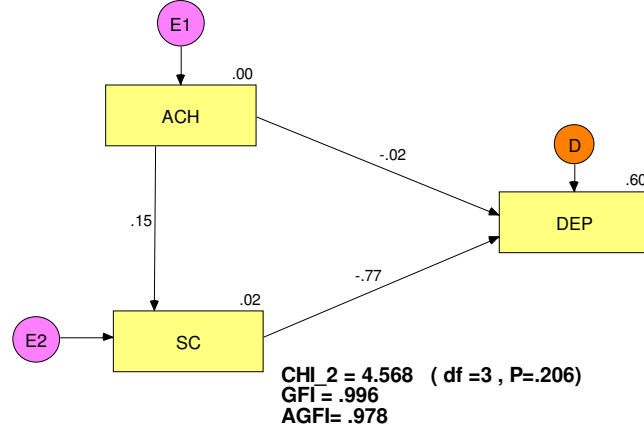 E1
.00
ACH
-.02
D
.60
DEP
.15
-.77
.02
E2
SC
CHI_2 = 4.568 ( df =3 , P=.206)
GFI = .996
AGFI= .978